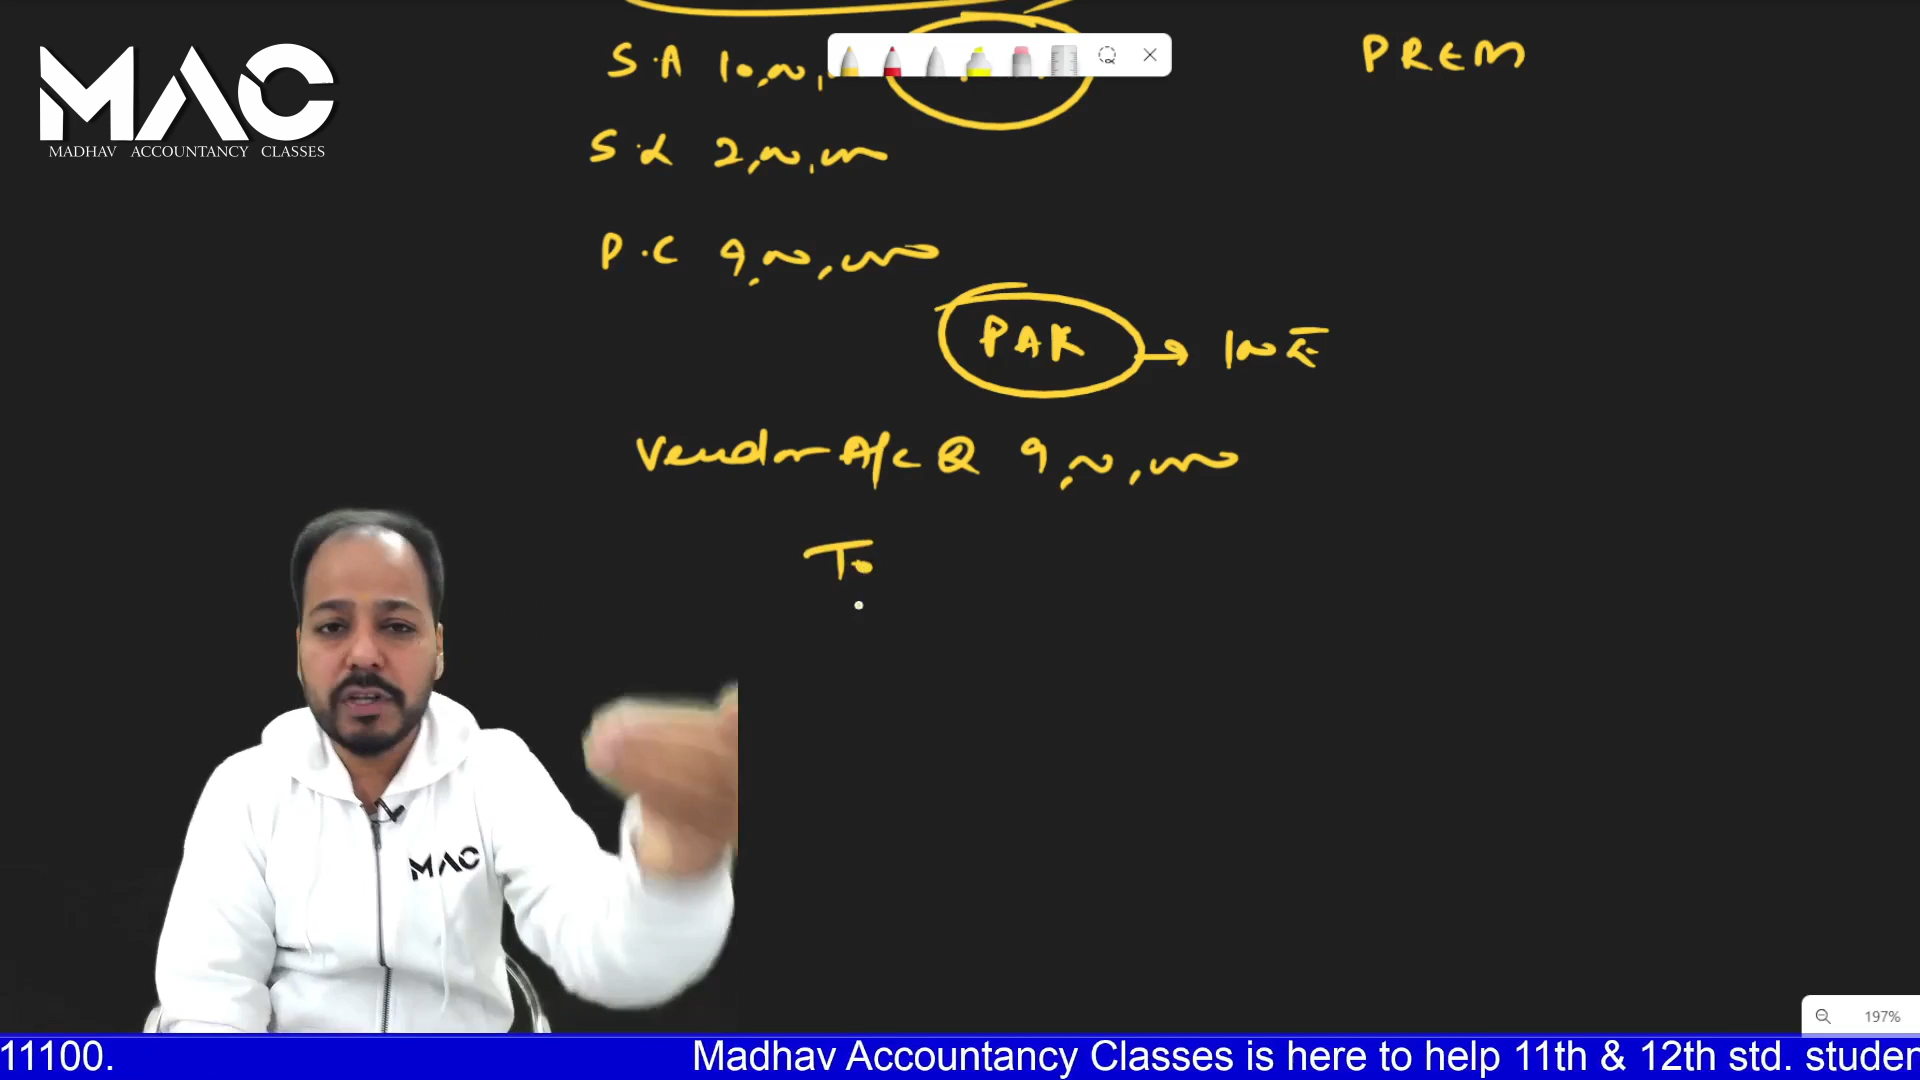 MAC
MADHAV ACCOUNTANCY CLASSES
S.A 10,00,
PREM
S.L 2,00,000
P.C 9,00,000
PAK → 100 ₹
Vendor A/c 9,00,000
To
MAC
197%
11100. Madhav Accountancy Classes is here to help 11th & 12th std. studen